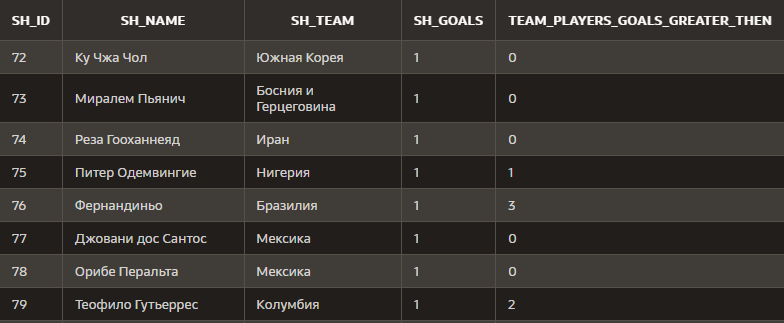 SH_ID SH_NAME SH_TEAM SH_GOALS TEAM_PLAYERS_GOALS_GREATER_THEN
72 Ку Чжа Чол Южная Корея 1 0
73 Миралем Пьянич Босния и Герцеговина 1 0
74 Реза Гооханнеяд Иран 1 0
75 Питер Одемвингие Нигерия 1 1
76 Фернандиньо Бразилия 1 3
77 Джовани дос Сантос Мексика 1 0
78 Орибе Перальта Мексика 1 0
79 Теофило Гутьеррес Колумбия 1 2